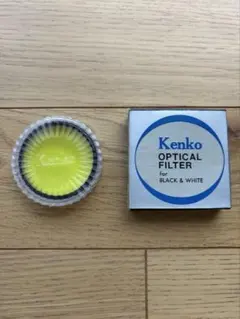 Kenko
OPTICAL
FILTER
for
BLACK & WHITE